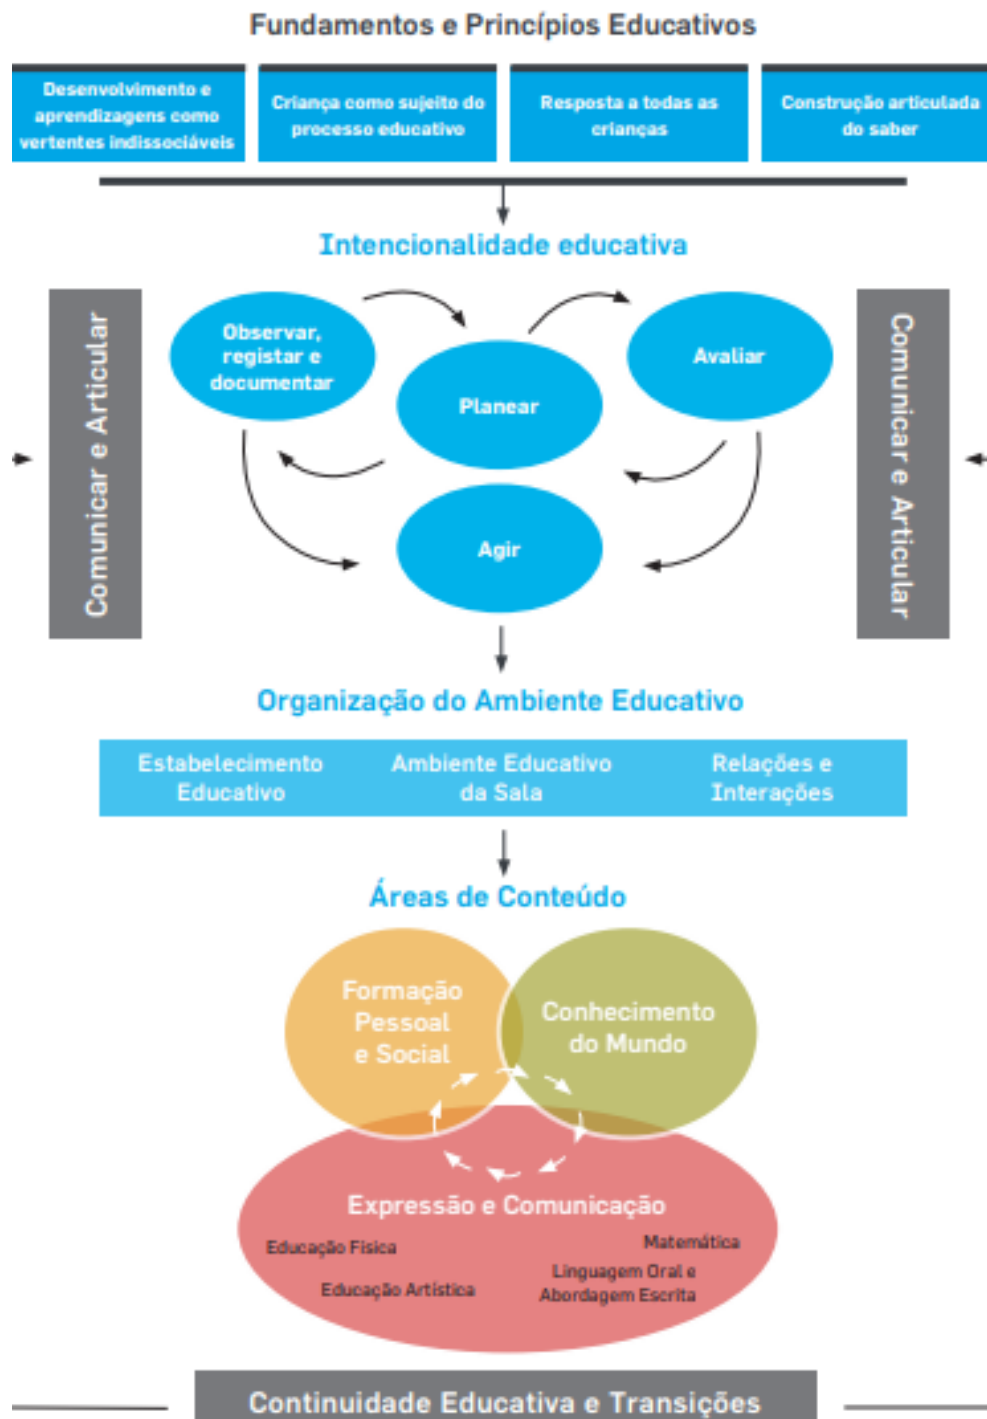 Fundamentos e Princípios Educativos
Desenvolvimento e
aprendizagens como
vertentes indissociáveis
Criança como sujeito do
processo educativo
Resposta a todas as
crianças
Construção articulada
do saber
Intencionalidade educativa
Comunicar e Articular
Observar,
registar e
documentar
Planear
Avaliar
Agir
Comunicar e Articular
Organização do Ambiente Educativo
Estabelecimento
Educativo
Ambiente Educativo
da Sala
Relações e
Interações
Áreas de Conteúdo
Formação
Pessoal
e Social
Conhecimento
do Mundo
Expressão e Comunicação
Educação Física
Educação Artística
Matemática
Linguagem Oral e
Abordagem Escrita
Continuidade Educativa e Transições